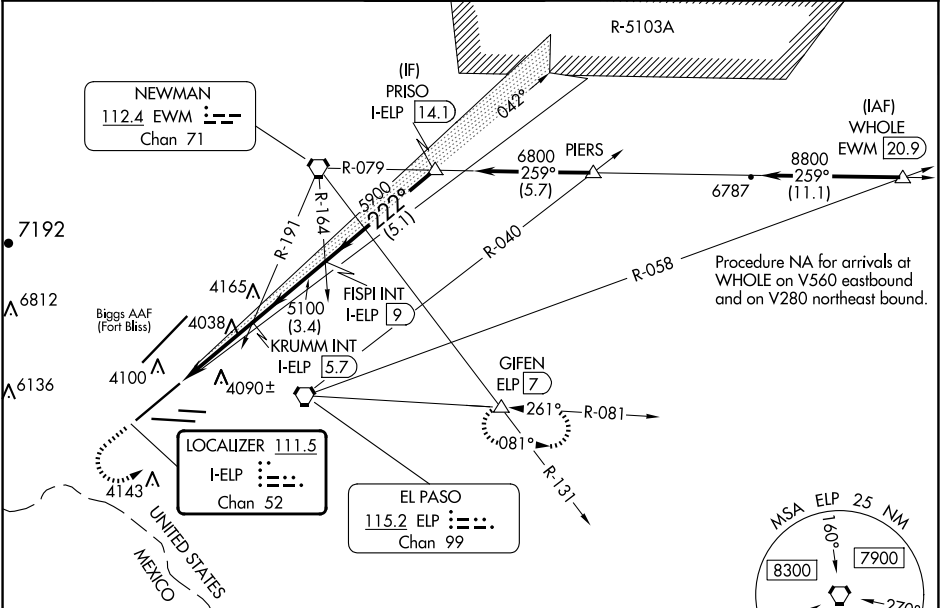 R-5103A
NEWMAN
112.4 EWM
Chan 71
(IF)
PRISO
I-ELP 14.1
042°
(IAF)
WHOLE
EWM 20.9
R-079
6800
259°
(5.7)
PIERS
8800
259°
(11.1)
6787
5900
222°
(5.1)
R-191
R-164
R-040
R-058
7192
6812
6136
Procedure NA for arrivals at
WHOLE on V560 eastbound
and on V280 northeast bound.
4165
FISPI INT
I-ELP 9
5100
(3.4)
Biggs AAF
(Fort Bliss)
4038
KRUMM INT
I-ELP 5.7
4100
4090±
GIFEN
ELP 7
261°
R-081
081°
R-131
LOCALIZER 111.5
I-ELP
Chan 52
4143
EL PASO
115.2 ELP
Chan 99
UNITED STATES
MEXICO
MSA ELP 25 NM
160°
8300
7900
270°